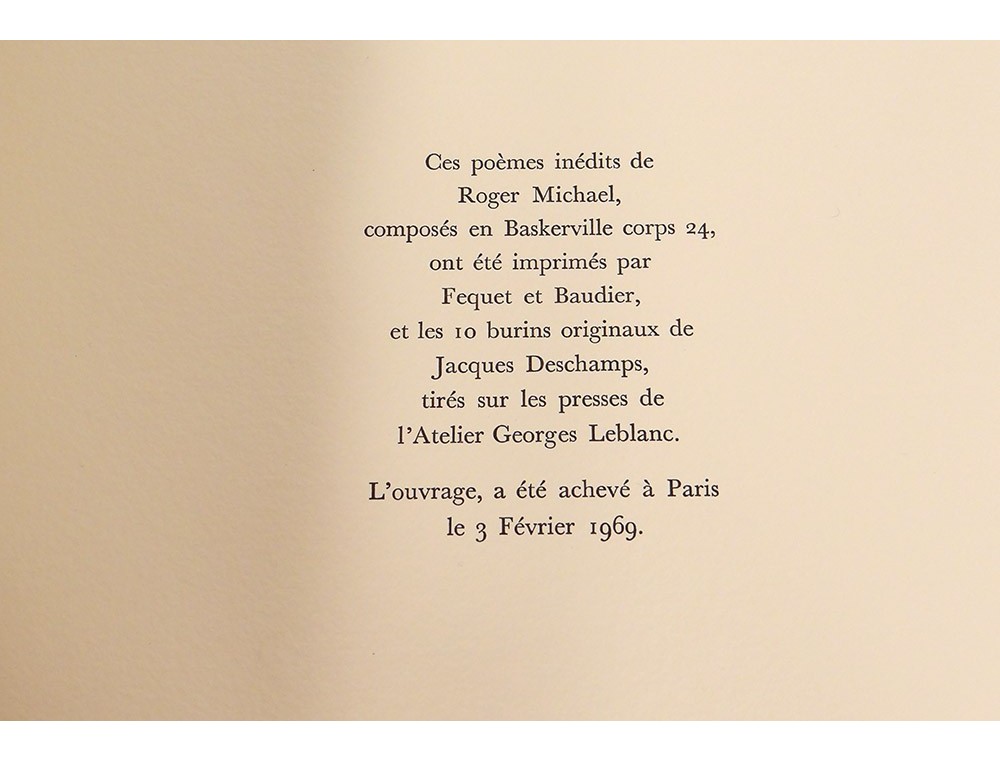 Ces poèmes inédits de
Roger Michael,
composés en Baskerville corps 24,
ont été imprimés par
Fequet et Baudier,
et les 10 burins originaux de
Jacques Deschamps,
tirés sur les presses de
l'Atelier Georges Leblanc.
L'ouvrage, a été achevé à Paris
le 3 Février 1969.